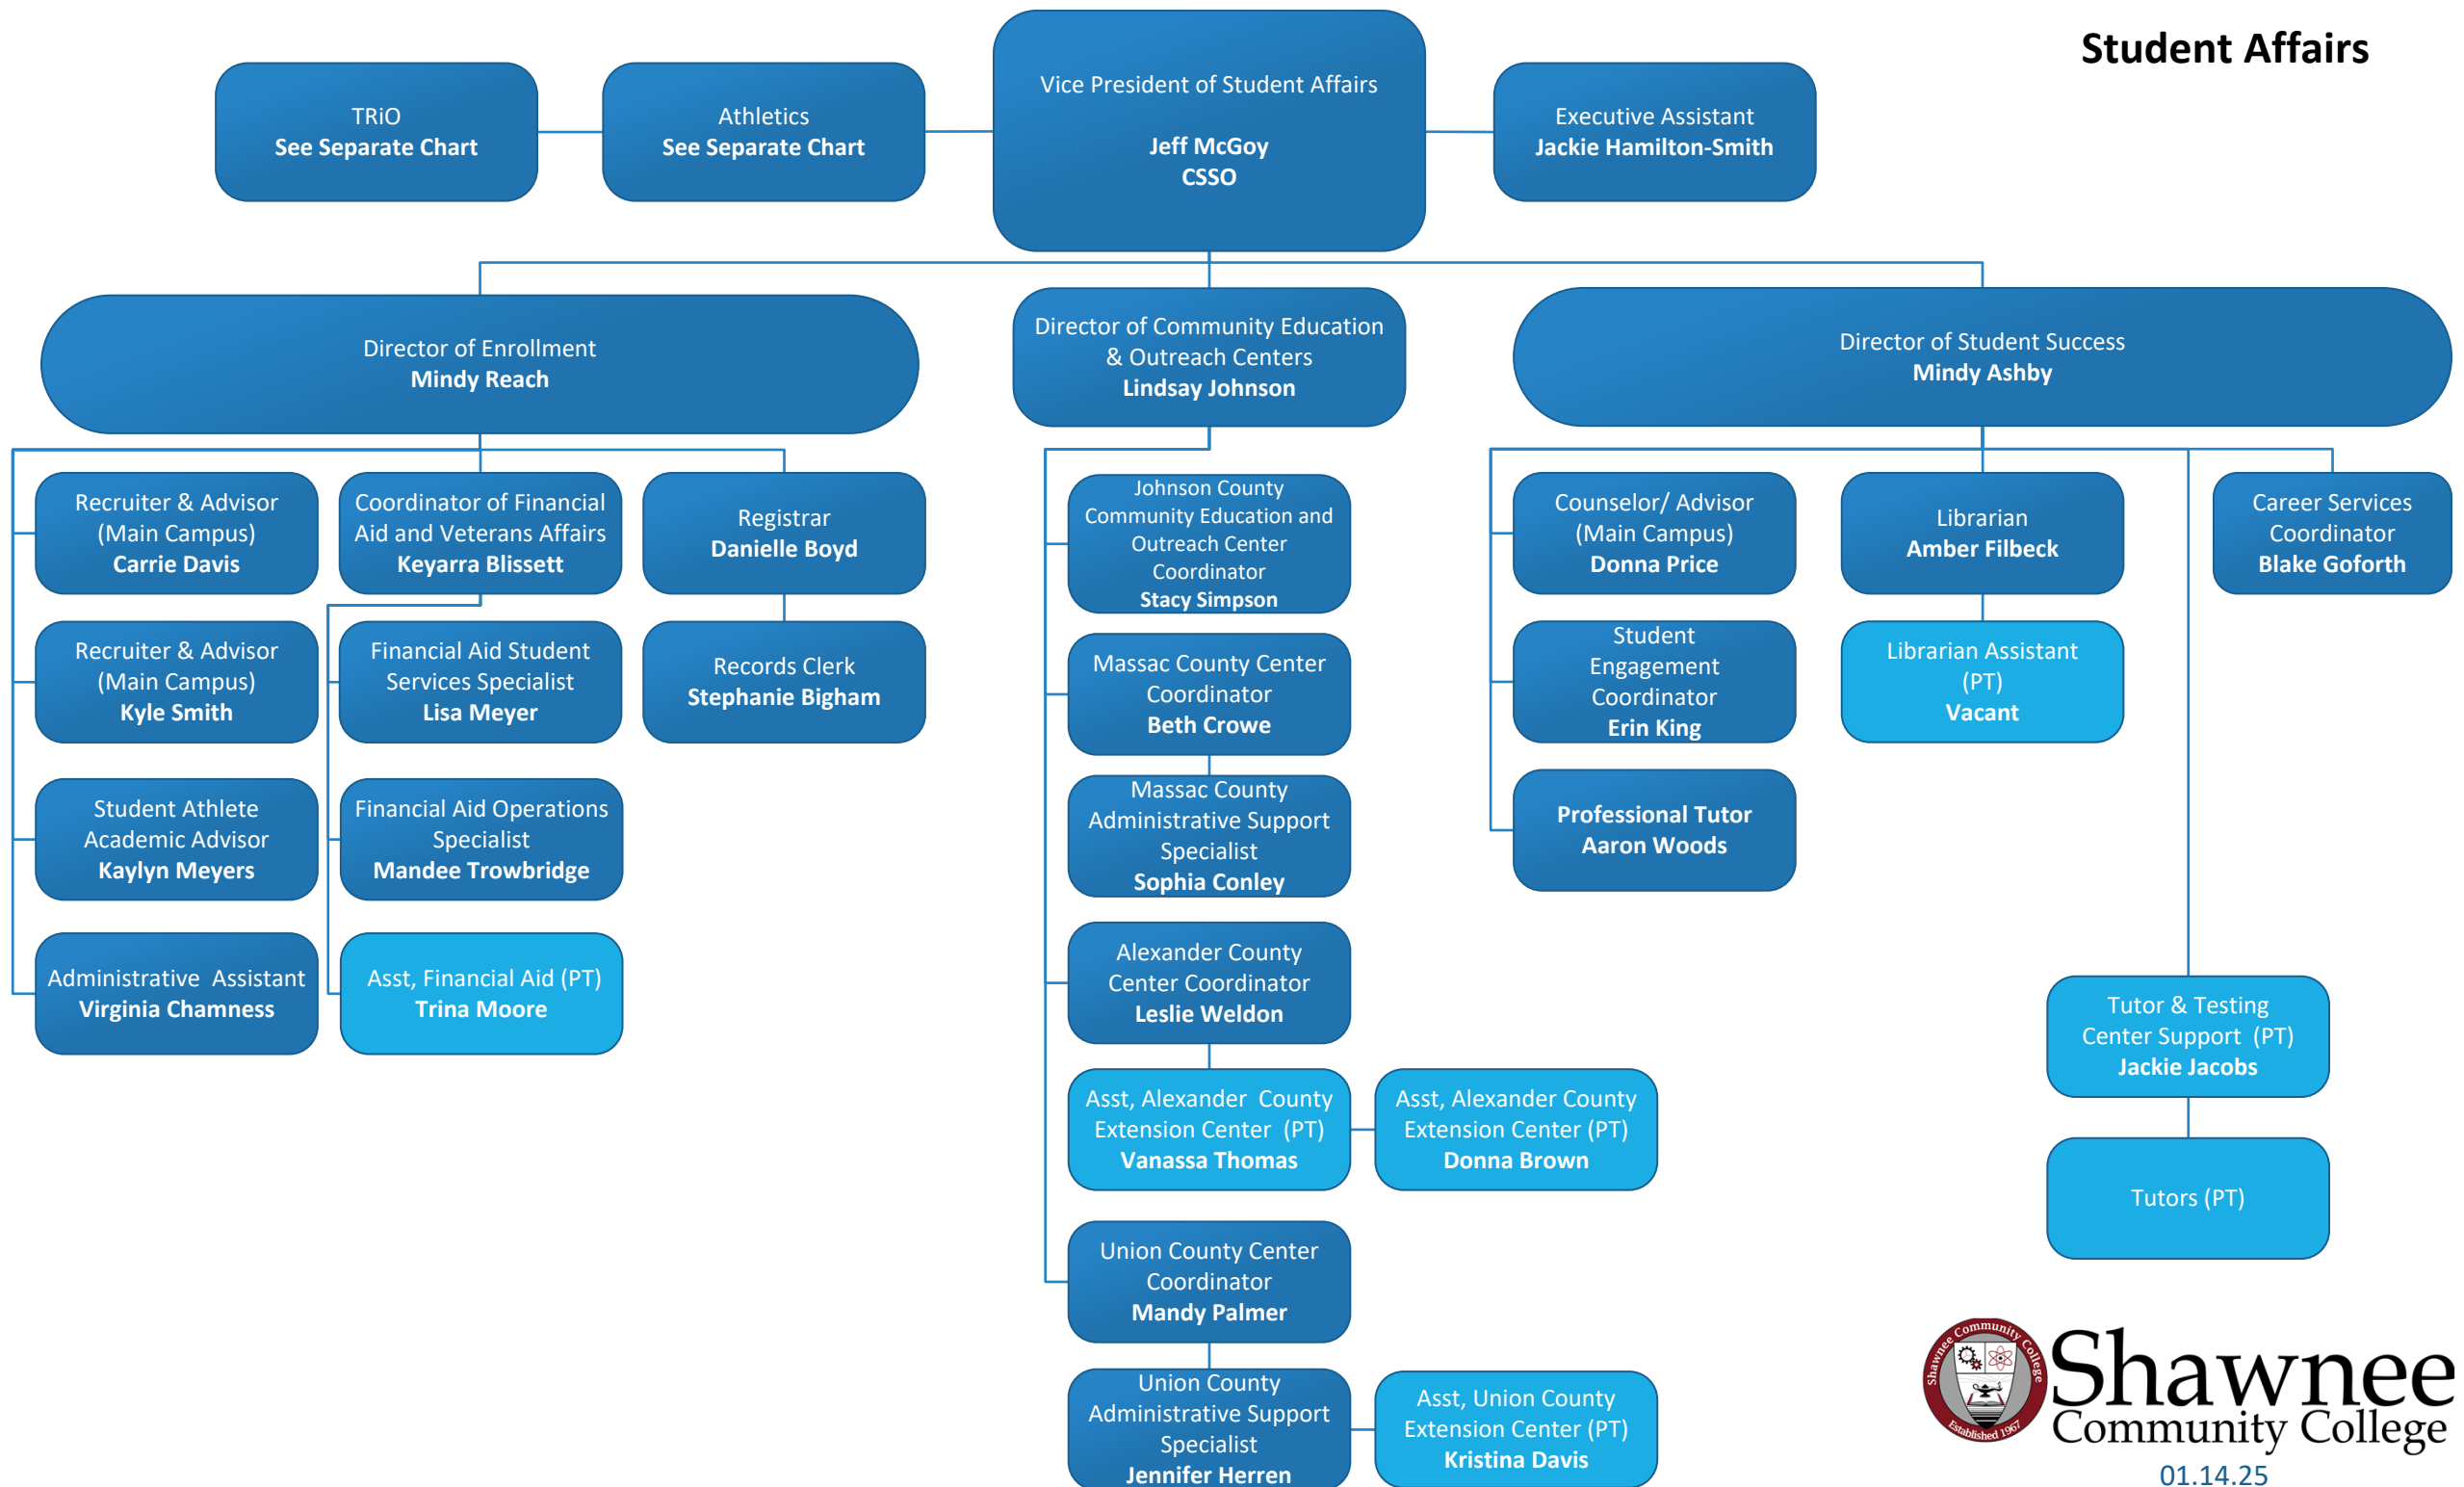 Student Affairs
TRiO
See Separate Chart
Athletics
See Separate Chart
Vice President of Student Affairs
Jeff McGoy
CSSO
Executive Assistant
Jackie Hamilton-Smith
Director of Enrollment
Mindy Reach
Director of Community Education
& Outreach Centers
Lindsay Johnson
Director of Student Success
Mindy Ashby
Recruiter & Advisor
(Main Campus)
Carrie Davis
Coordinator of Financial
Aid and Veterans Affairs
Keyarra Blissett
Registrar
Danielle Boyd
Recruiter & Advisor
(Main Campus)
Kyle Smith
Financial Aid Student
Services Specialist
Lisa Meyer
Records Clerk
Stephanie Bigham
Student Athlete
Academic Advisor
Kaylyn Meyers
Financial Aid Operations
Specialist
Mandee Trowbridge
Administrative  Assistant
Virginia Chamness
Asst, Financial Aid (PT)
Trina Moore
Johnson County
Community Education and
Outreach Center
Coordinator
Stacy Simpson
Massac County Center
Coordinator
Beth Crowe
Massac County
Administrative Support
Specialist
Sophia Conley
Alexander County
Center Coordinator
Leslie Weldon
Asst, Alexander  County
Extension Center  (PT)
Vanassa Thomas
Asst, Alexander County
Extension Center (PT)
Donna Brown
Union County Center
Coordinator
Mandy Palmer
Union County
Administrative Support
Specialist
Jennifer Herren
Asst, Union County
Extension Center (PT)
Kristina Davis
Counselor/ Advisor
(Main Campus)
Donna Price
Librarian
Amber Filbeck
Career Services
Coordinator
Blake Goforth
Student
Engagement
Coordinator
Erin King
Librarian Assistant
(PT)
Vacant
Professional Tutor
Aaron Woods
Tutor & Testing
Center Support  (PT)
Jackie Jacobs
Tutors (PT)
Shawnee Community College
Established 1967
Shawnee
Community College
01.14.25